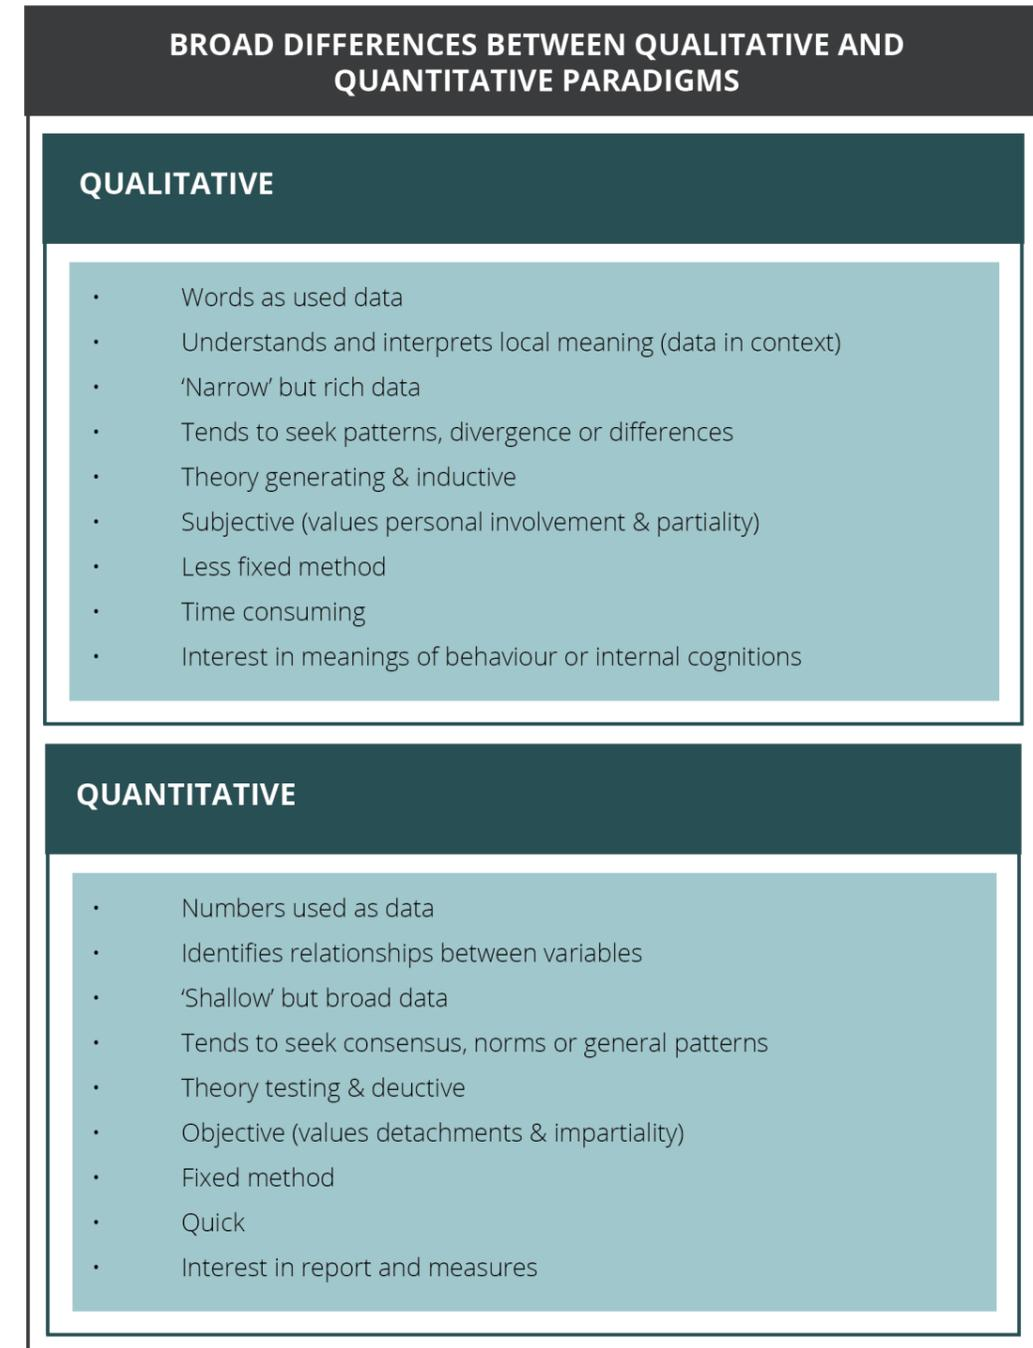 BROAD DIFFERENCES BETWEEN QUALITATIVE AND
QUANTITATIVE PARADIGMS
QUALITATIVE
· Words as used data
· Understands and interprets local meaning (data in context)
· ‘Narrow’ but rich data
· Tends to seek patterns, divergence or differences
· Theory generating & inductive
· Subjective (values personal involvement & partiality)
· Less fixed method
· Time consuming
· Interest in meanings of behaviour or internal cognitions
QUANTITATIVE
· Numbers used as data
· Identifies relationships between variables
· ‘Shallow’ but broad data
· Tends to seek consensus, norms or general patterns
· Theory testing & deuctive
· Objective (values detachments & impartiality)
· Fixed method
· Quick
· Interest in report and measures